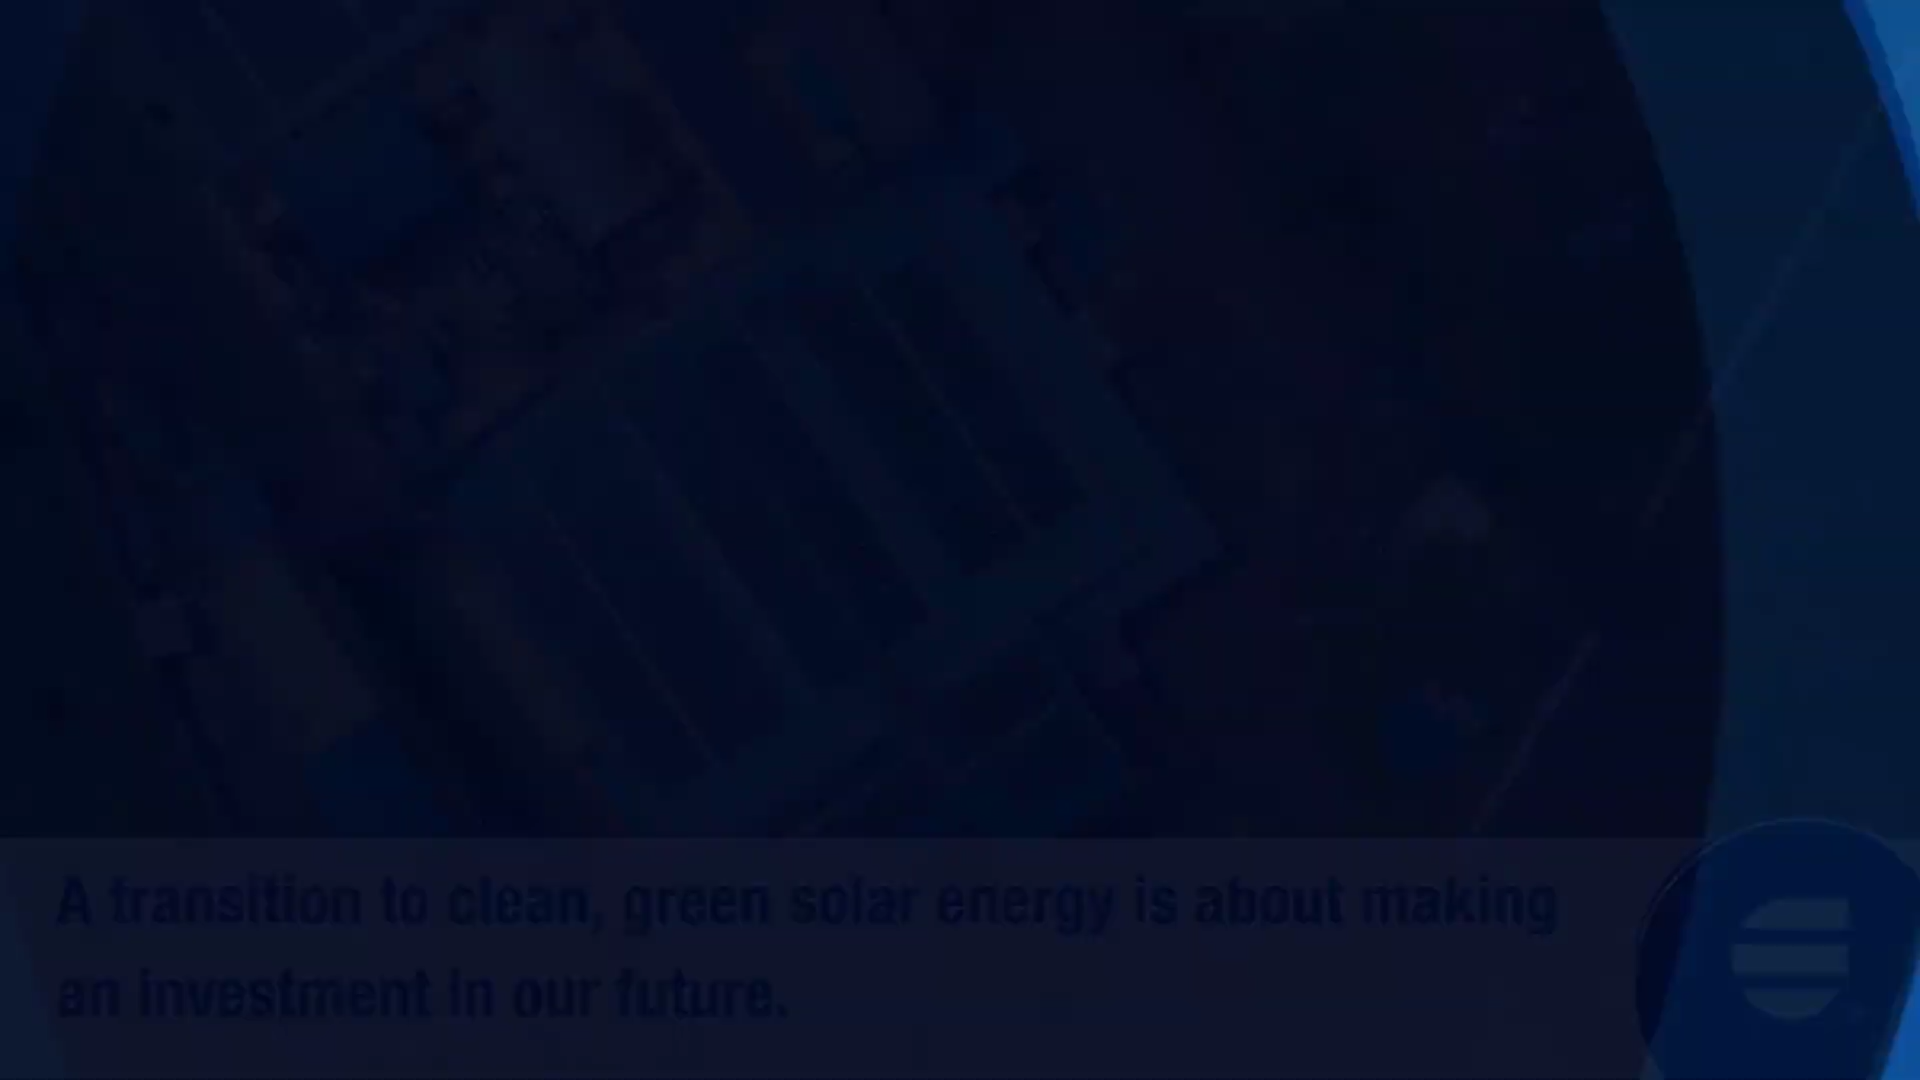 A transition to clean, green solar energy is about making
an investment in our future.